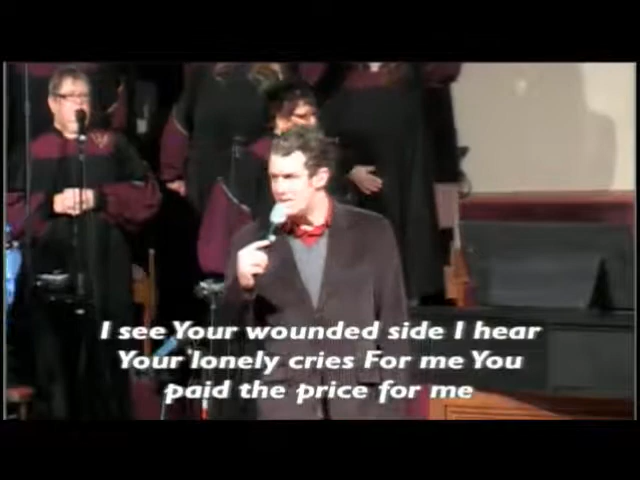 I see Your wounded side I hear
Your lonely cries For me You
paid the price for me